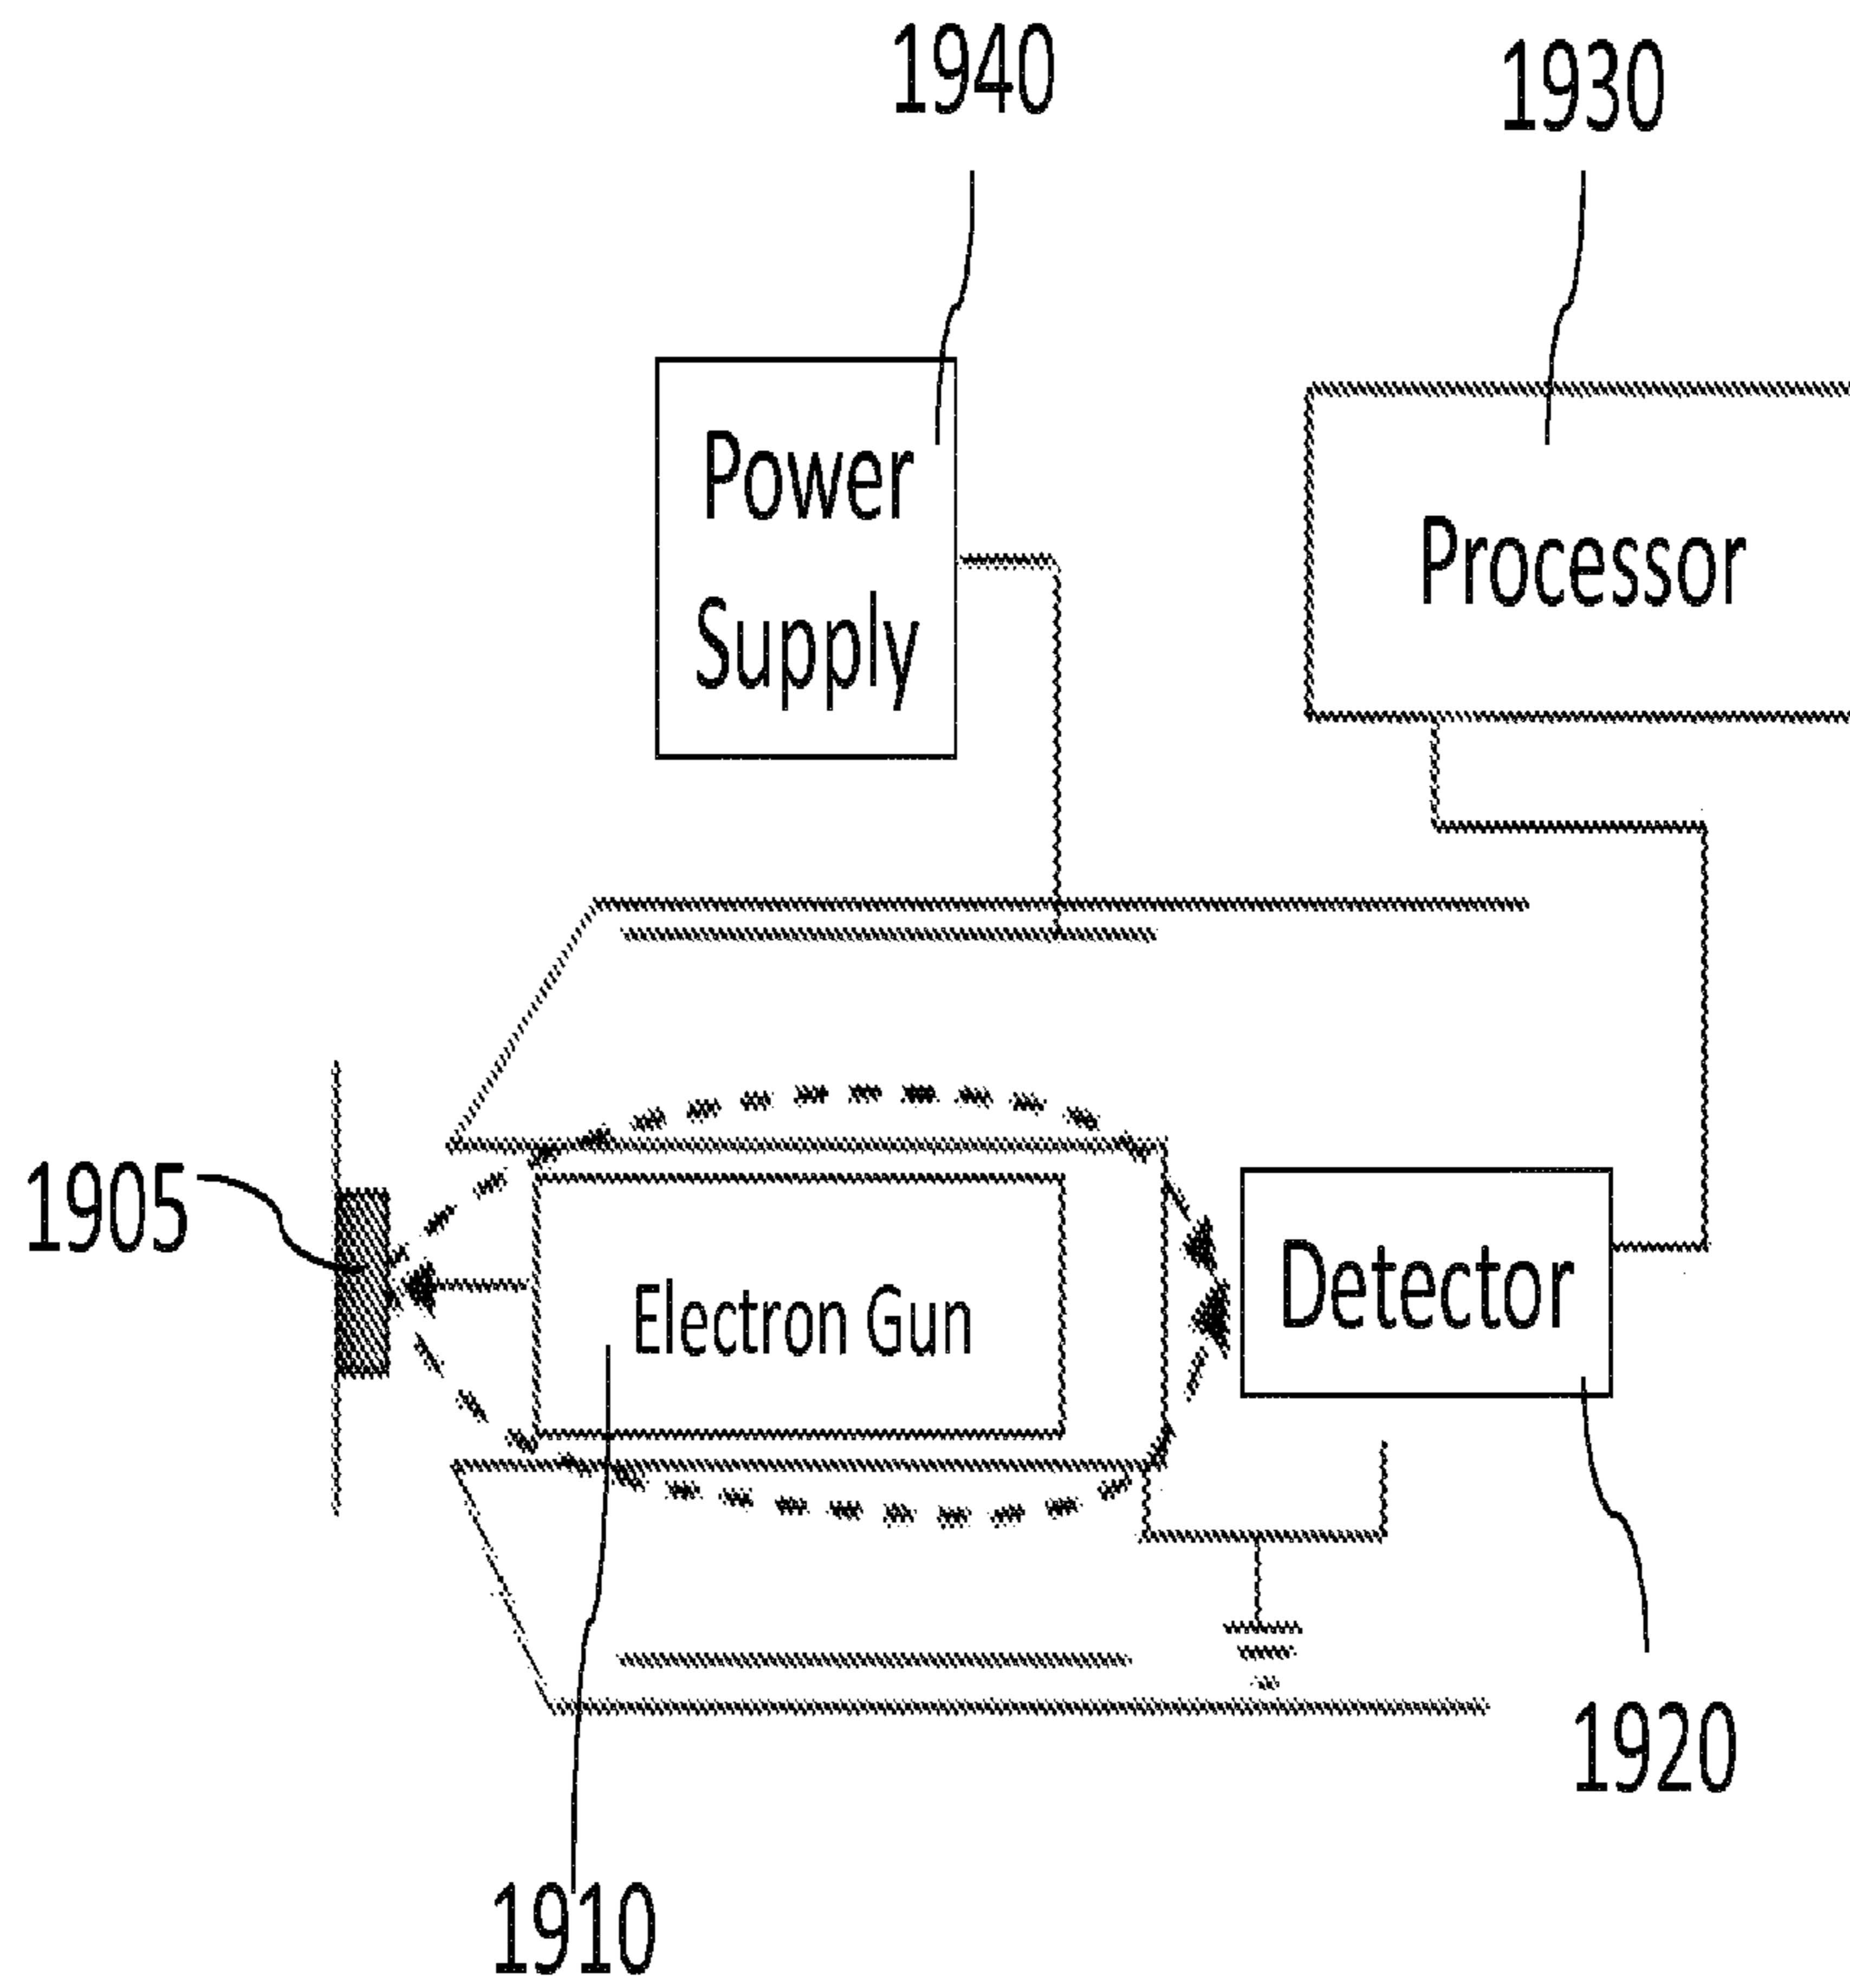 1940
1930
Power
Supply
Processor
1905
Electron Gun
Detector
1920
1910